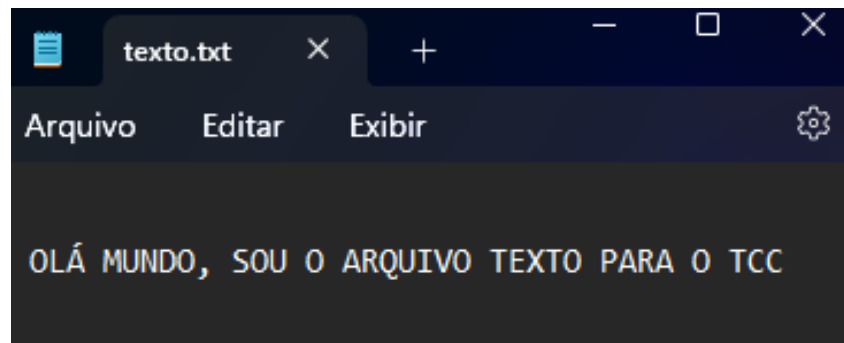 texto.txt
Arquivo Editar Exibir
OLÁ MUNDO, SOU O ARQUIVO TEXTO PARA O TCC